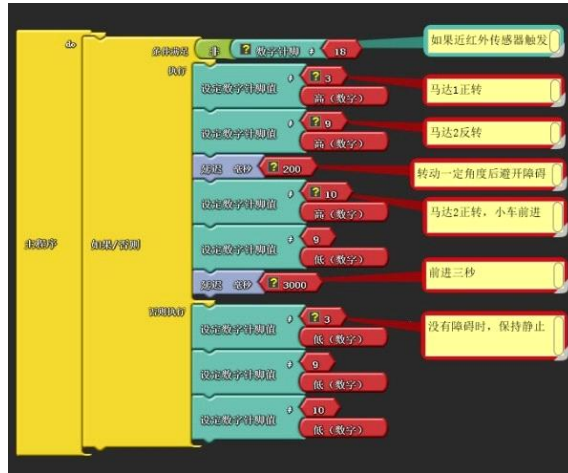 do
主程序
如果/否则
条件满足
非
数字针脚 #
18
如果近红外传感器触发
执行
设定数字针脚值
#
3
高（数字）
马达1正转
设定数字针脚值
#
9
高（数字）
马达2反转
延迟 毫秒
200
转动一定角度后避开障碍
设定数字针脚值
#
10
高（数字）
马达2正转，小车前进
设定数字针脚值
#
9
低（数字）
延迟 毫秒
3000
前进三秒
否则执行
设定数字针脚值
#
3
低（数字）
没有障碍时，保持静止
设定数字针脚值
#
9
低（数字）
设定数字针脚值
#
10
低（数字）